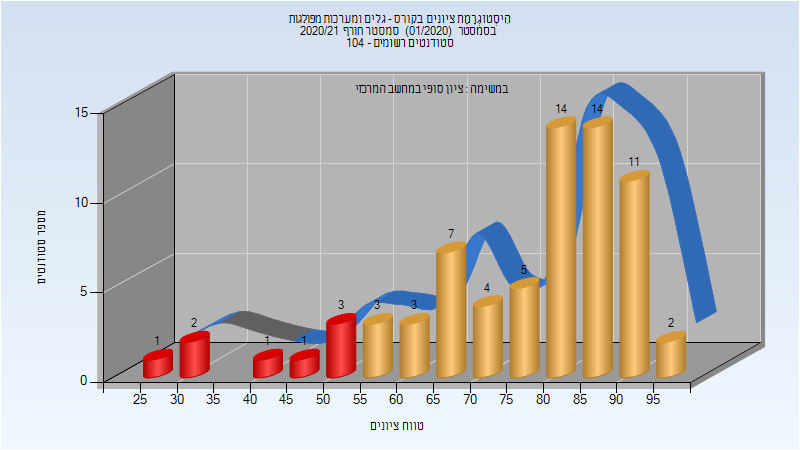 היסטוגרמת ציונים בקורס - גלים ומערכות מפולגות
בסמסטר (01/2020) סמסטר חורף 2020/21
סטודנטים רשומים - 104
במשימה : ציון סופי במחשב המרכזי
15
10
5
0
מספר סטודנטים
1
2
1
1
3
3
3
7
4
5
14
14
11
2
25 30 35 40 45 50 55 60 65 70 75 80 85 90 95
טווח ציונים